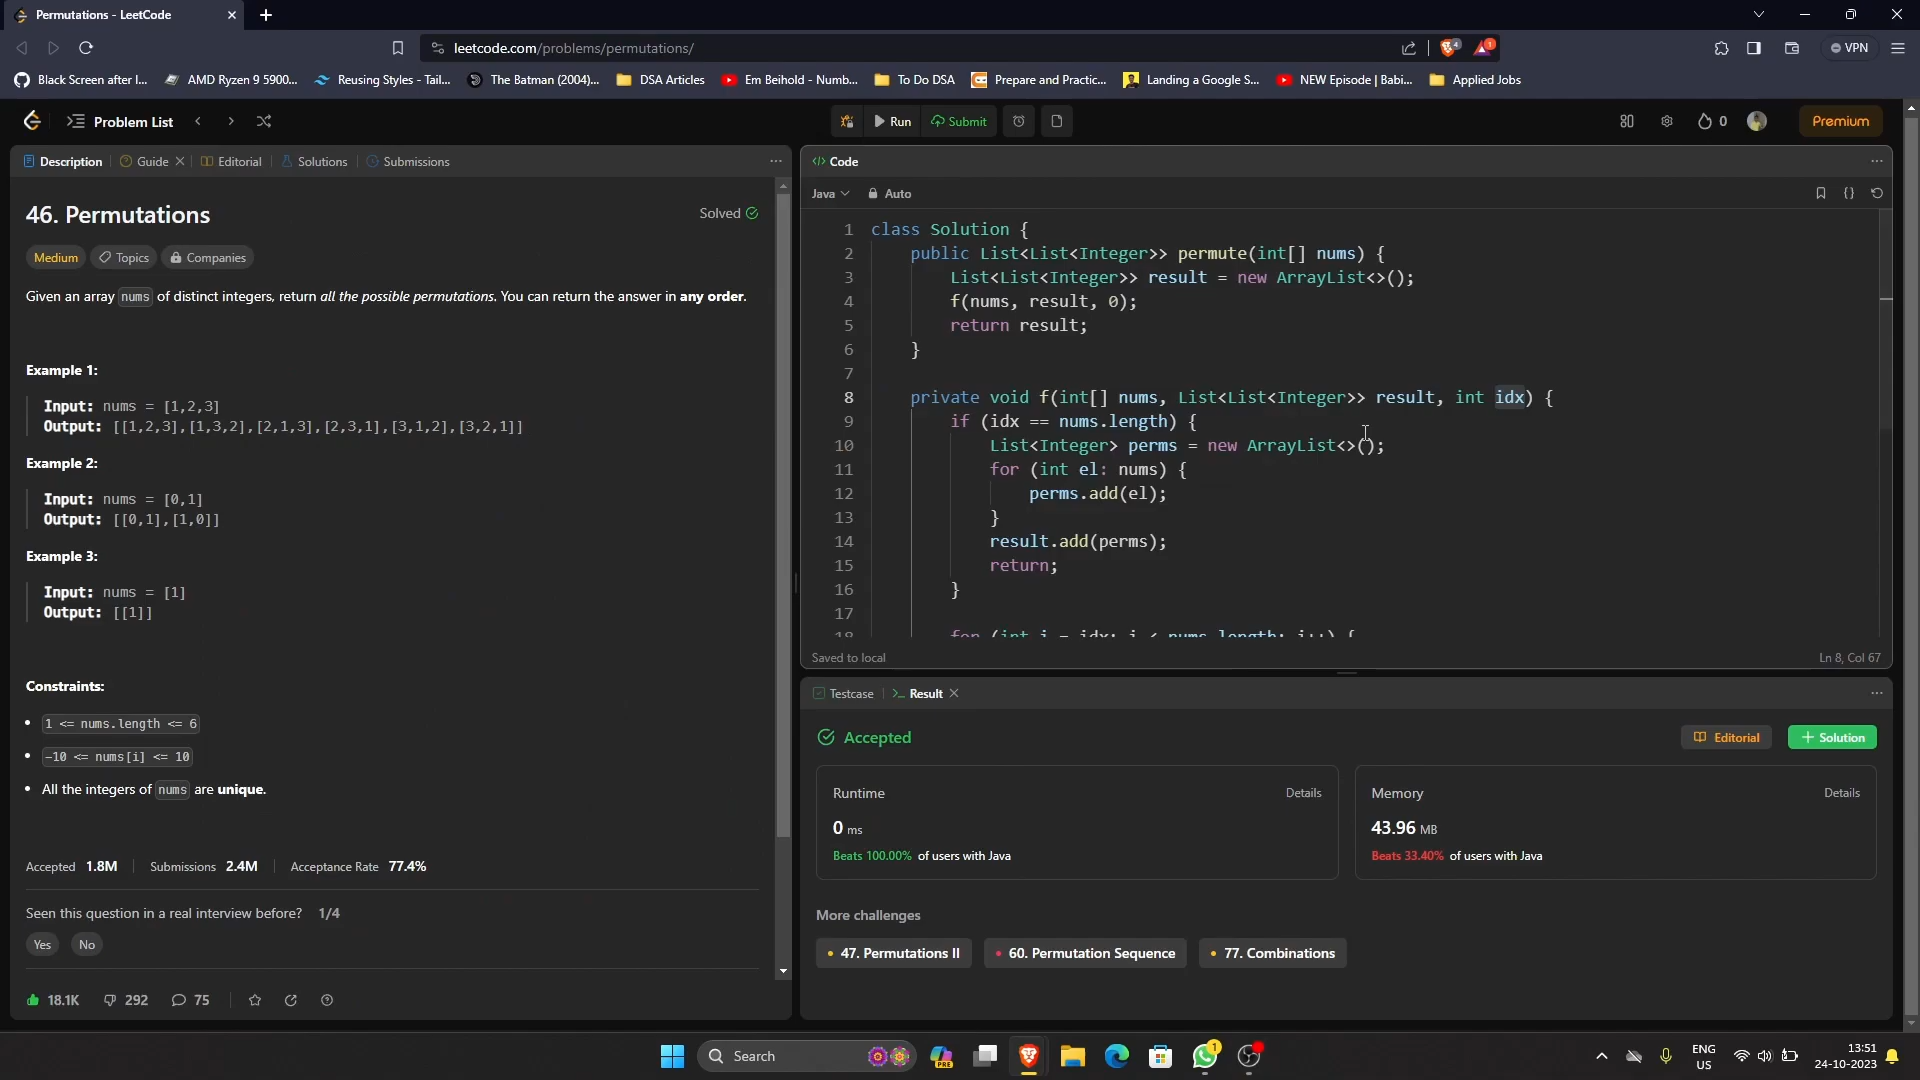 Permutations - LeetCode
leetcode.com/problems/permutations/
4
1
VPN
Black Screen after I...
AMD Ryzen 9 5900...
Reusing Styles - Tail...
The Batman (2004)...
DSA Articles
Em Beihold - Numb...
To Do DSA
Prepare and Practic...
Landing a Google S...
NEW Episode | Babi...
Applied Jobs
Problem List
Run
Submit
0
Premium
Description
Guide
Editorial
Solutions
Submissions
46. Permutations
Solved
Medium
Topics
Companies
Given an array nums of distinct integers, return all the possible permutations. You can return the answer in any order.
Example 1:
Input: nums = [1,2,3]
Output: [[1,2,3],[1,3,2],[2,1,3],[2,3,1],[3,1,2],[3,2,1]]
Example 2:
Input: nums = [0,1]
Output: [[0,1],[1,0]]
Example 3:
Input: nums = [1]
Output: [[1]]
Constraints:
• 1 <= nums.length <= 6
• -10 <= nums[i] <= 10
• All the integers of nums are unique.
Accepted 1.8M
Submissions 2.4M
Acceptance Rate 77.4%
Seen this question in a real interview before? 1/4
Yes
No
18.1K
292
75
</> Code
Java
Auto
1 class Solution {
2 public List<List<Integer>> permute(int[] nums) {
3 List<List<Integer>> result = new ArrayList<>();
4 f(nums, result, 0);
5 return result;
6 }
7
8 private void f(int[] nums, List<List<Integer>> result, int idx) {
9 if (idx == nums.length) {
10 List<Integer> perms = new ArrayList<>();
11 for (int el: nums) {
12 perms.add(el);
13 }
14 result.add(perms);
15 return;
16 }
17
18 for (int i = idx; i < nums.length; i++) {
Saved to local
Ln 8, Col 67
Testcase
>_ Result
Accepted
Editorial
+ Solution
Runtime
Details
0 ms
Beats 100.00% of users with Java
Memory
Details
43.96 MB
Beats 33.40% of users with Java
More challenges
47. Permutations II
60. Permutation Sequence
77. Combinations
Search
PRE
1
ENG
US
13:51
24-10-2023